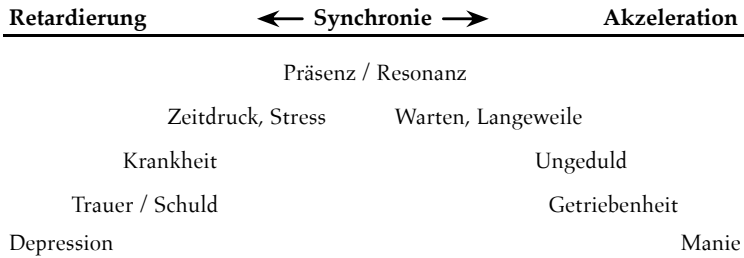 Retardierung ← Synchronie → Akzeleration
Präsenz / Resonanz
Zeitdruck, Stress Warten, Langeweile
Krankheit Ungeduld
Trauer / Schuld Getriebenheit
Depression Manie